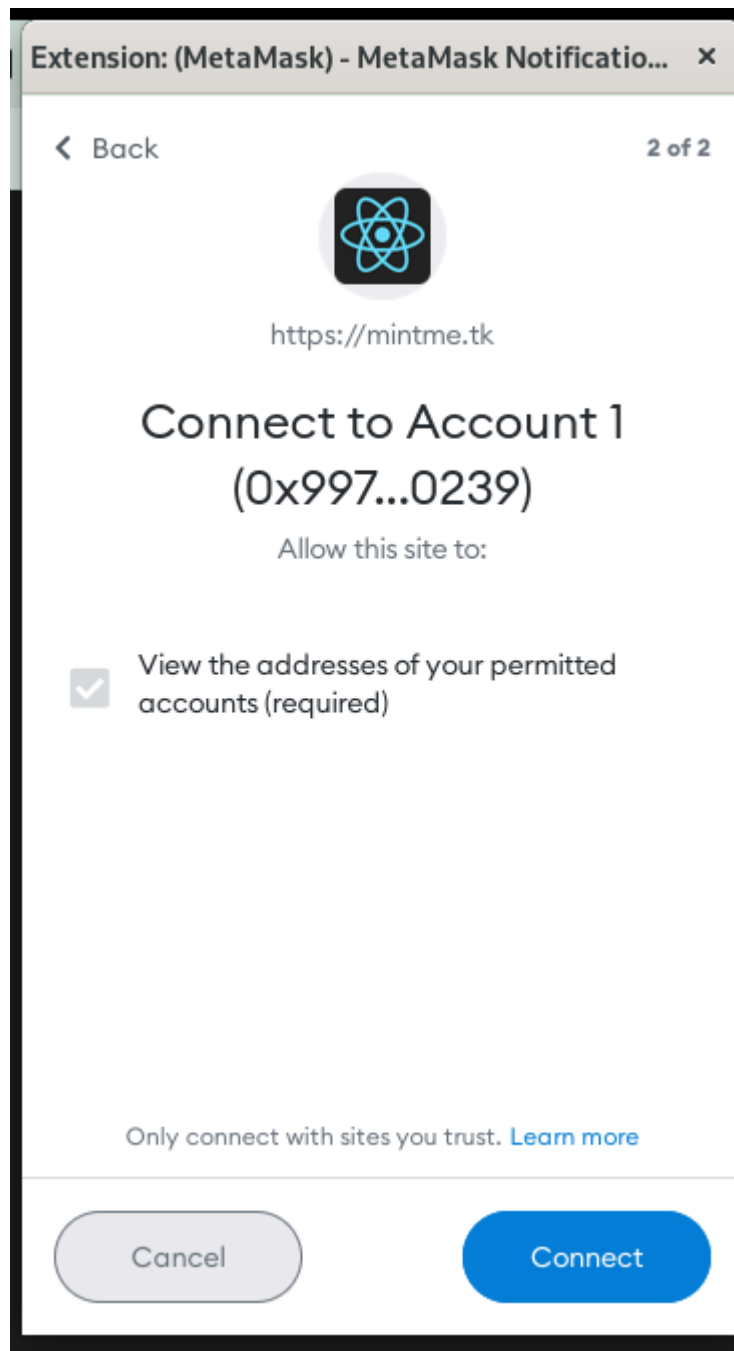 Extension: (MetaMask) - MetaMask Notificatio... ×
Back 2 of 2
https://mintme.tk
Connect to Account 1
(0x997...0239)
Allow this site to:
View the addresses of your permitted
accounts (required)
Only connect with sites you trust. Learn more
Cancel Connect